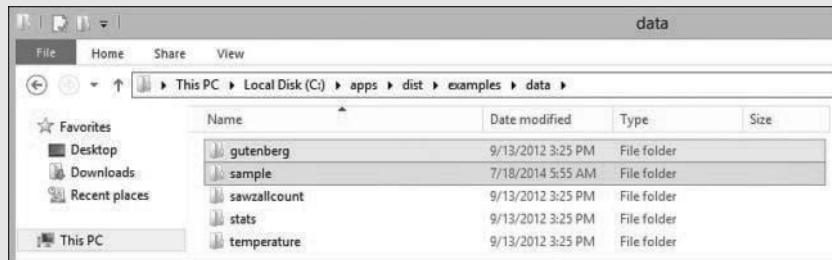 data
File Home Share View
This PC Local Disk (C:) apps dist examples data
Favorites
Desktop
Downloads
Recent places
This PC
Name Date modified Type Size
gutenberg 9/13/2012 3:25 PM File folder
sample 7/18/2014 5:55 AM File folder
sawzallcount 9/13/2012 3:25 PM File folder
stats 9/13/2012 3:25 PM File folder
temperature 9/13/2012 3:25 PM File folder